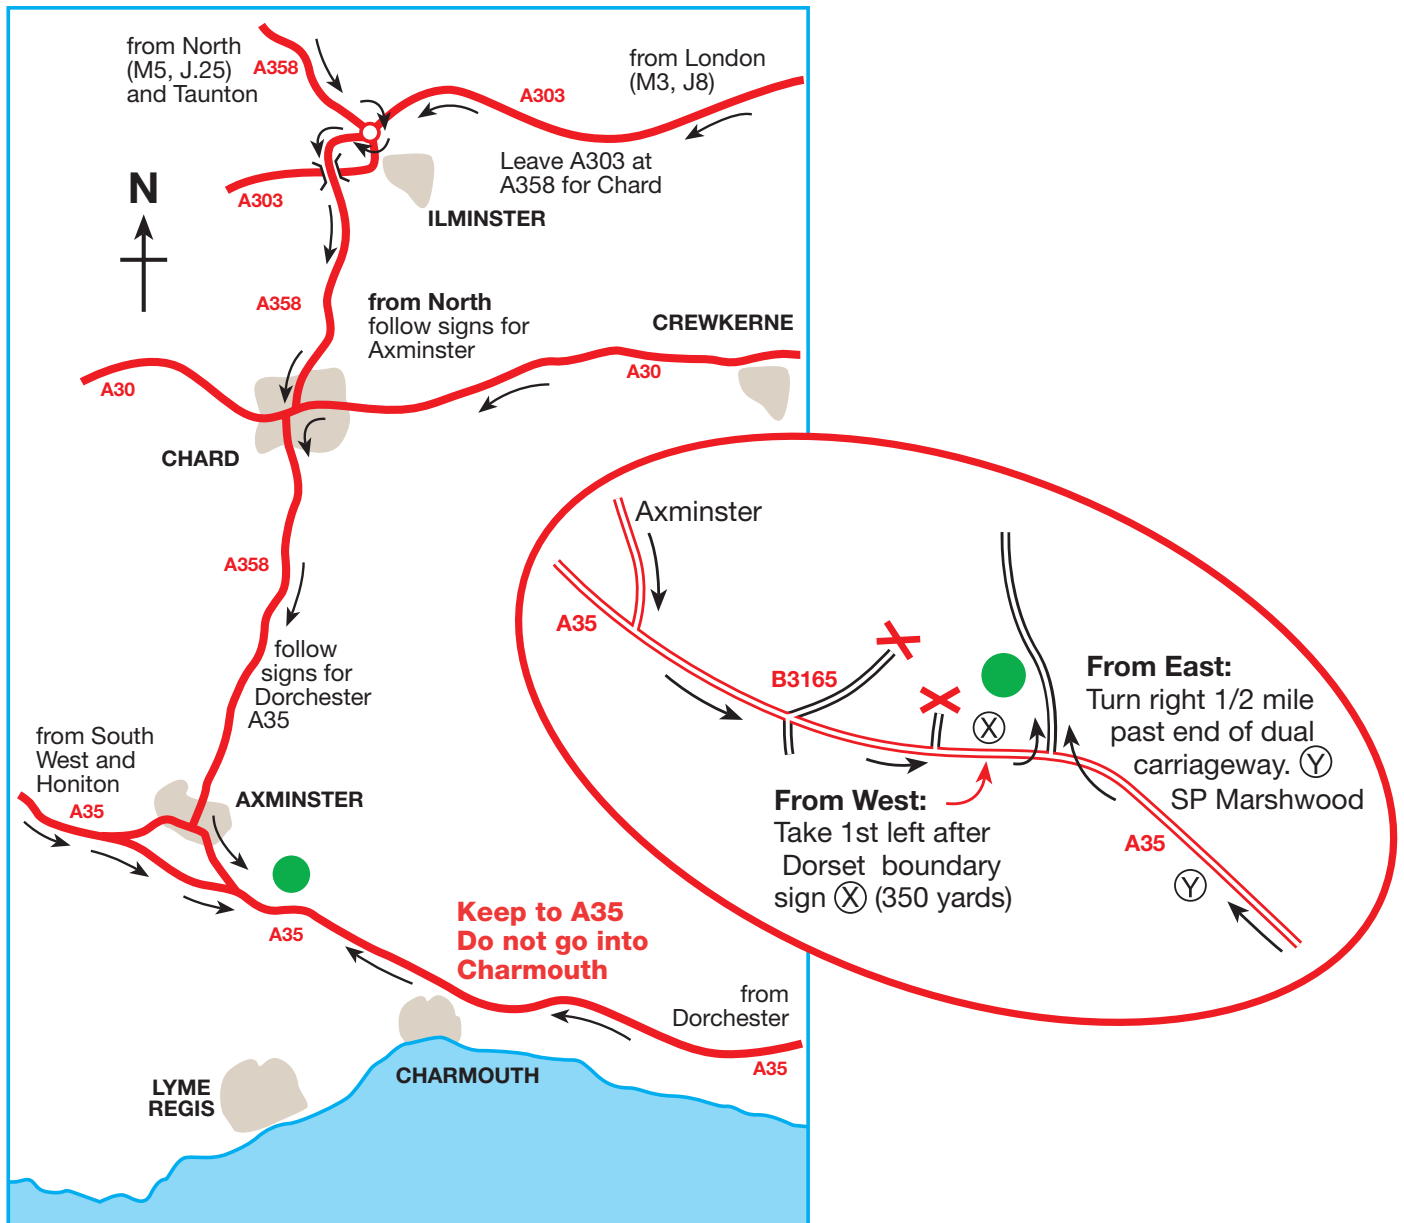 from North
(M5, J.25)
and Taunton
A358
from London
(M3, J8)
A303
Leave A303 at
A358 for Chard
N
A303
ILMINSTER
A358
from North
follow signs for
Axminster
CREWKERNE
A30
A30
CHARD
A358
follow
signs for
Dorchester
A35
from South
West and
Honiton
A35
AXMINSTER
A35
Keep to A35
Do not go into
Charmouth
from
Dorchester
A35
CHARMOUTH
LYME
REGIS
Axminster
A35
B3165
X
From East:
Turn right 1/2 mile
past end of dual
carriageway. Y
SP Marshwood
From West:
Take 1st left after
Dorset boundary
sign X (350 yards)
A35
Y